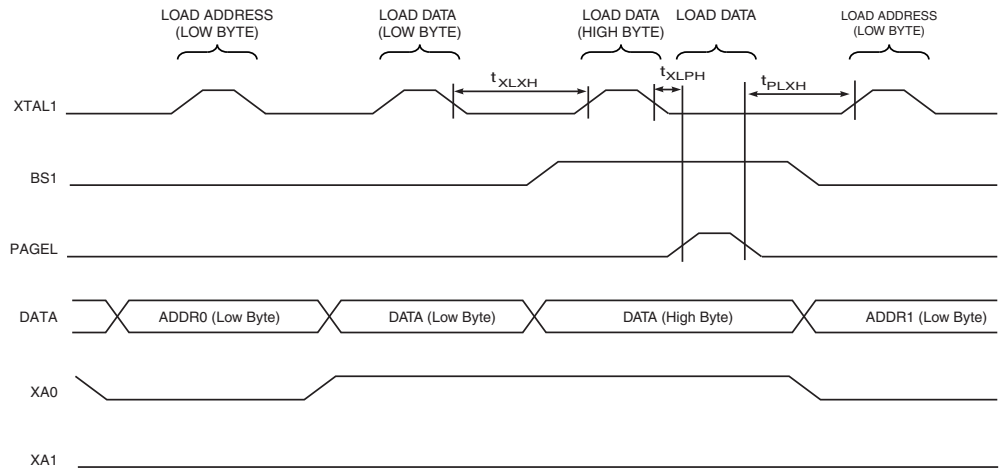 LOAD ADDRESS
(LOW BYTE)
LOAD DATA
(LOW BYTE)
LOAD DATA
(HIGH BYTE)
LOAD DATA
LOAD ADDRESS
(LOW BYTE)
tXLXH
tXLPH
tPLXH
XTAL1
BS1
PAGEL
DATA
ADDR0 (Low Byte)
DATA (Low Byte)
DATA (High Byte)
ADDR1 (Low Byte)
XA0
XA1